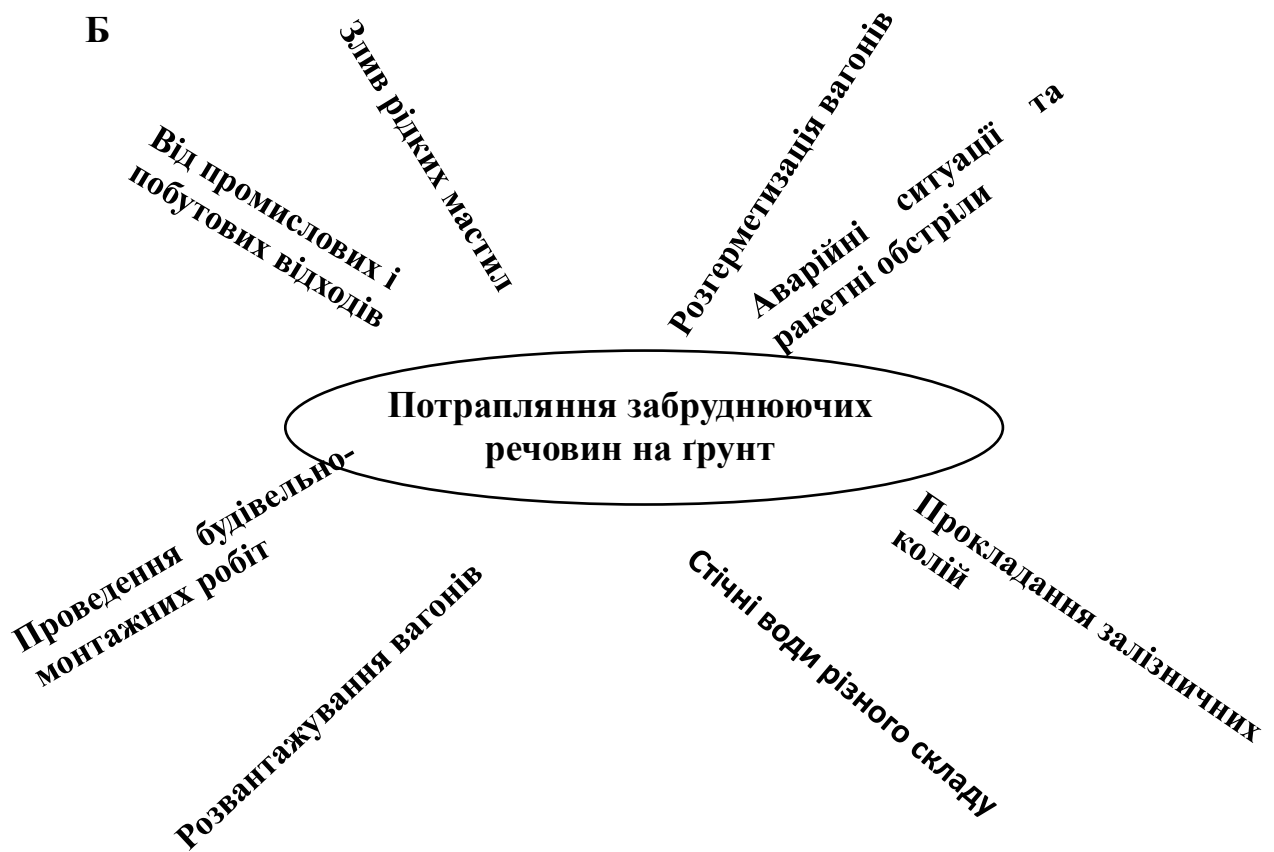 Б
Злив рідких мастил
Розгерметизація вагонів
Від промислових і
побутових відходів
Аварійні ситуації та
ракетні обстріли
Потрапляння забруднюючих
речовин на ґрунт
Проведення будівельно-
монтажних робіт
Розвантажування вагонів
Стічні води різного складу
Прокладання залізничних
колій